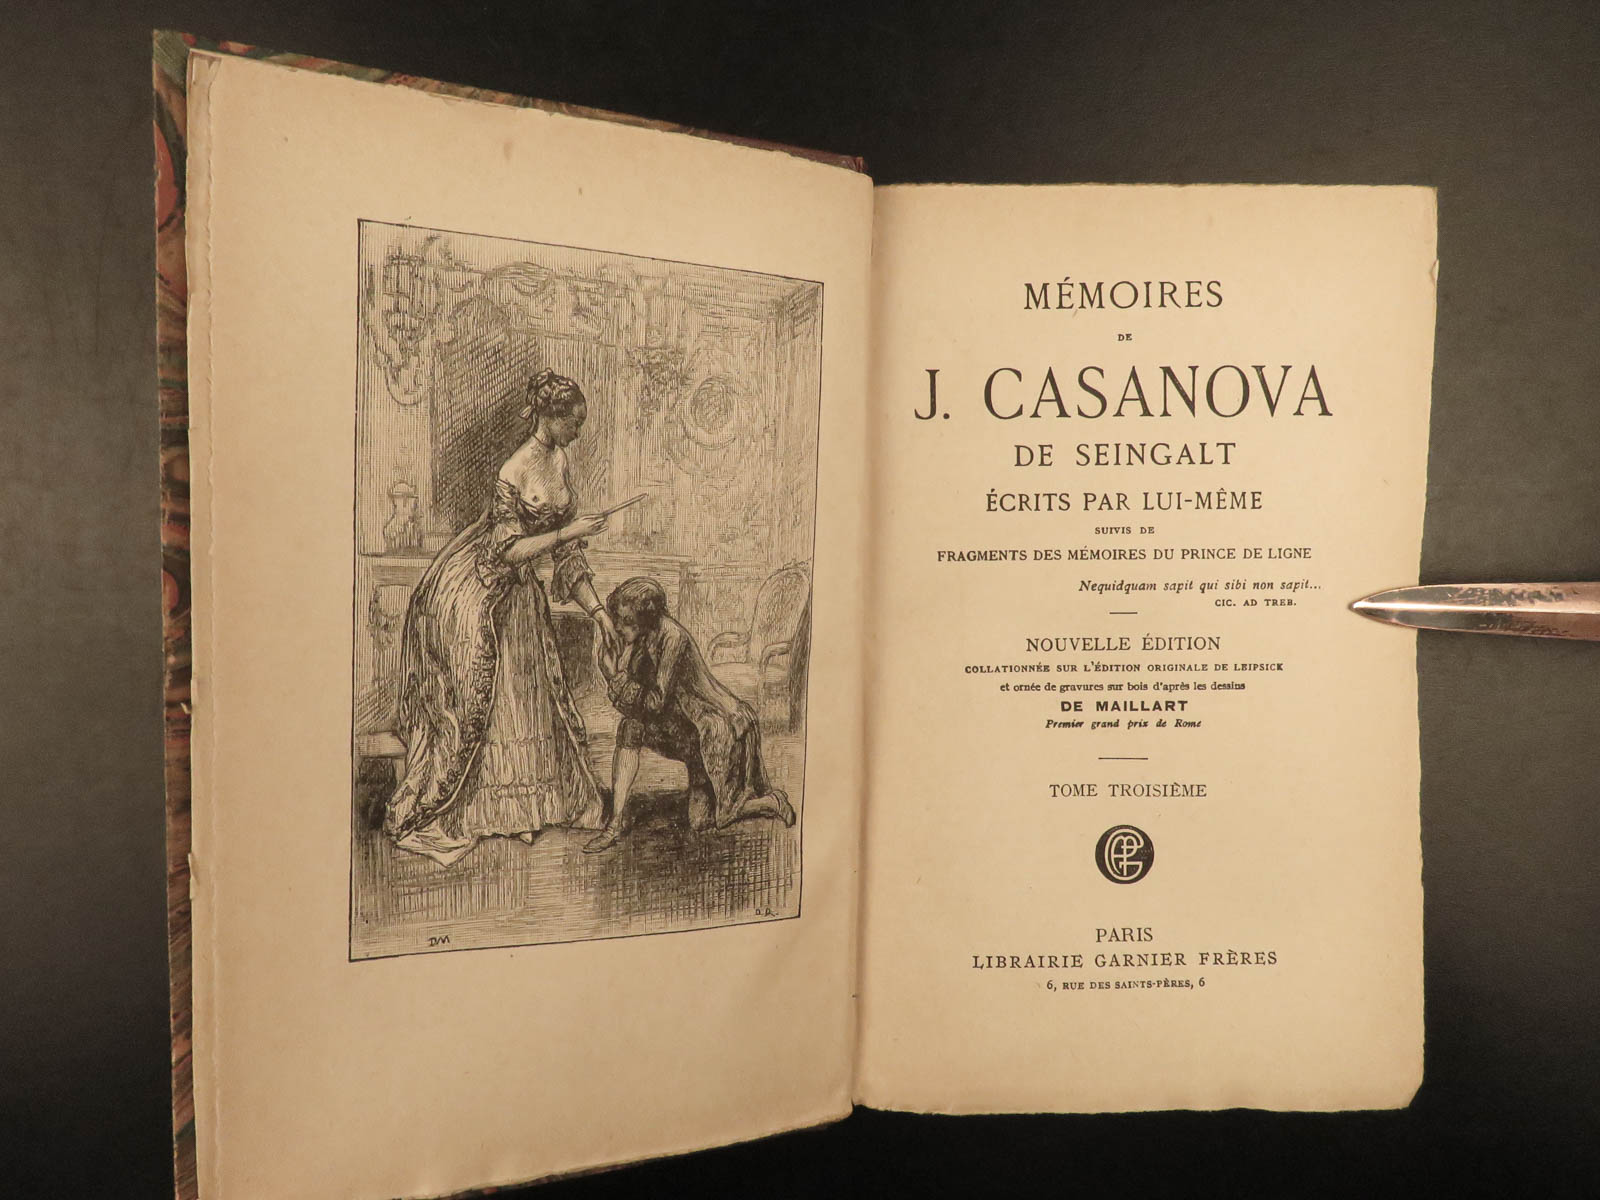 DM
D.D.
MÉMOIRES
DE
J. CASANOVA
DE SEINGALT
ÉCRITS PAR LUI-MÊME
SUIVIS DE
FRAGMENTS DES MÉMOIRES DU PRINCE DE LIGNE
Nequidquam sapit qui sibi non sapit...
CIC. AD TREB.
NOUVELLE ÉDITION
COLLATIONNÉE SUR L'ÉDITION ORIGINALE DE LEIPSICK
et ornée de gravures sur bois d'après les dessins
DE MAILLART
Premier grand prix de Rome
TOME TROISIÈME
PARIS
LIBRAIRIE GARNIER FRÈRES
6, RUE DES SAINTS-PÈRES, 6